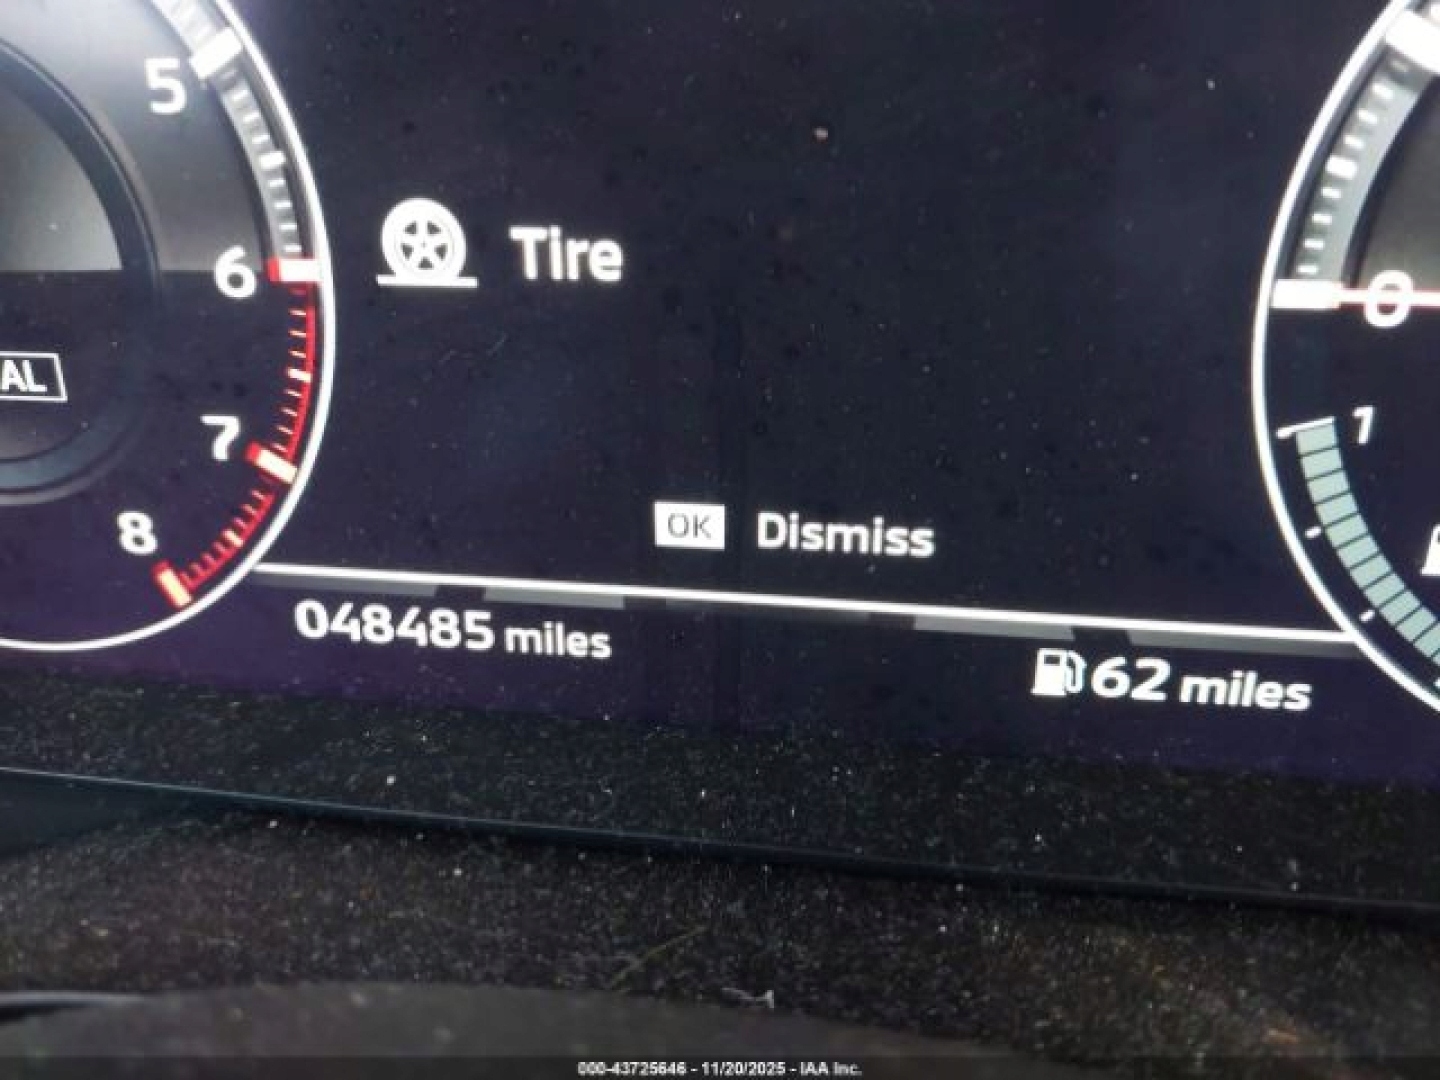 5
6
Tire
AL
7
8
OK Dismiss
0
1
048485 miles
62 miles
000-43725646 - 11/20/2025 - IAA Inc.